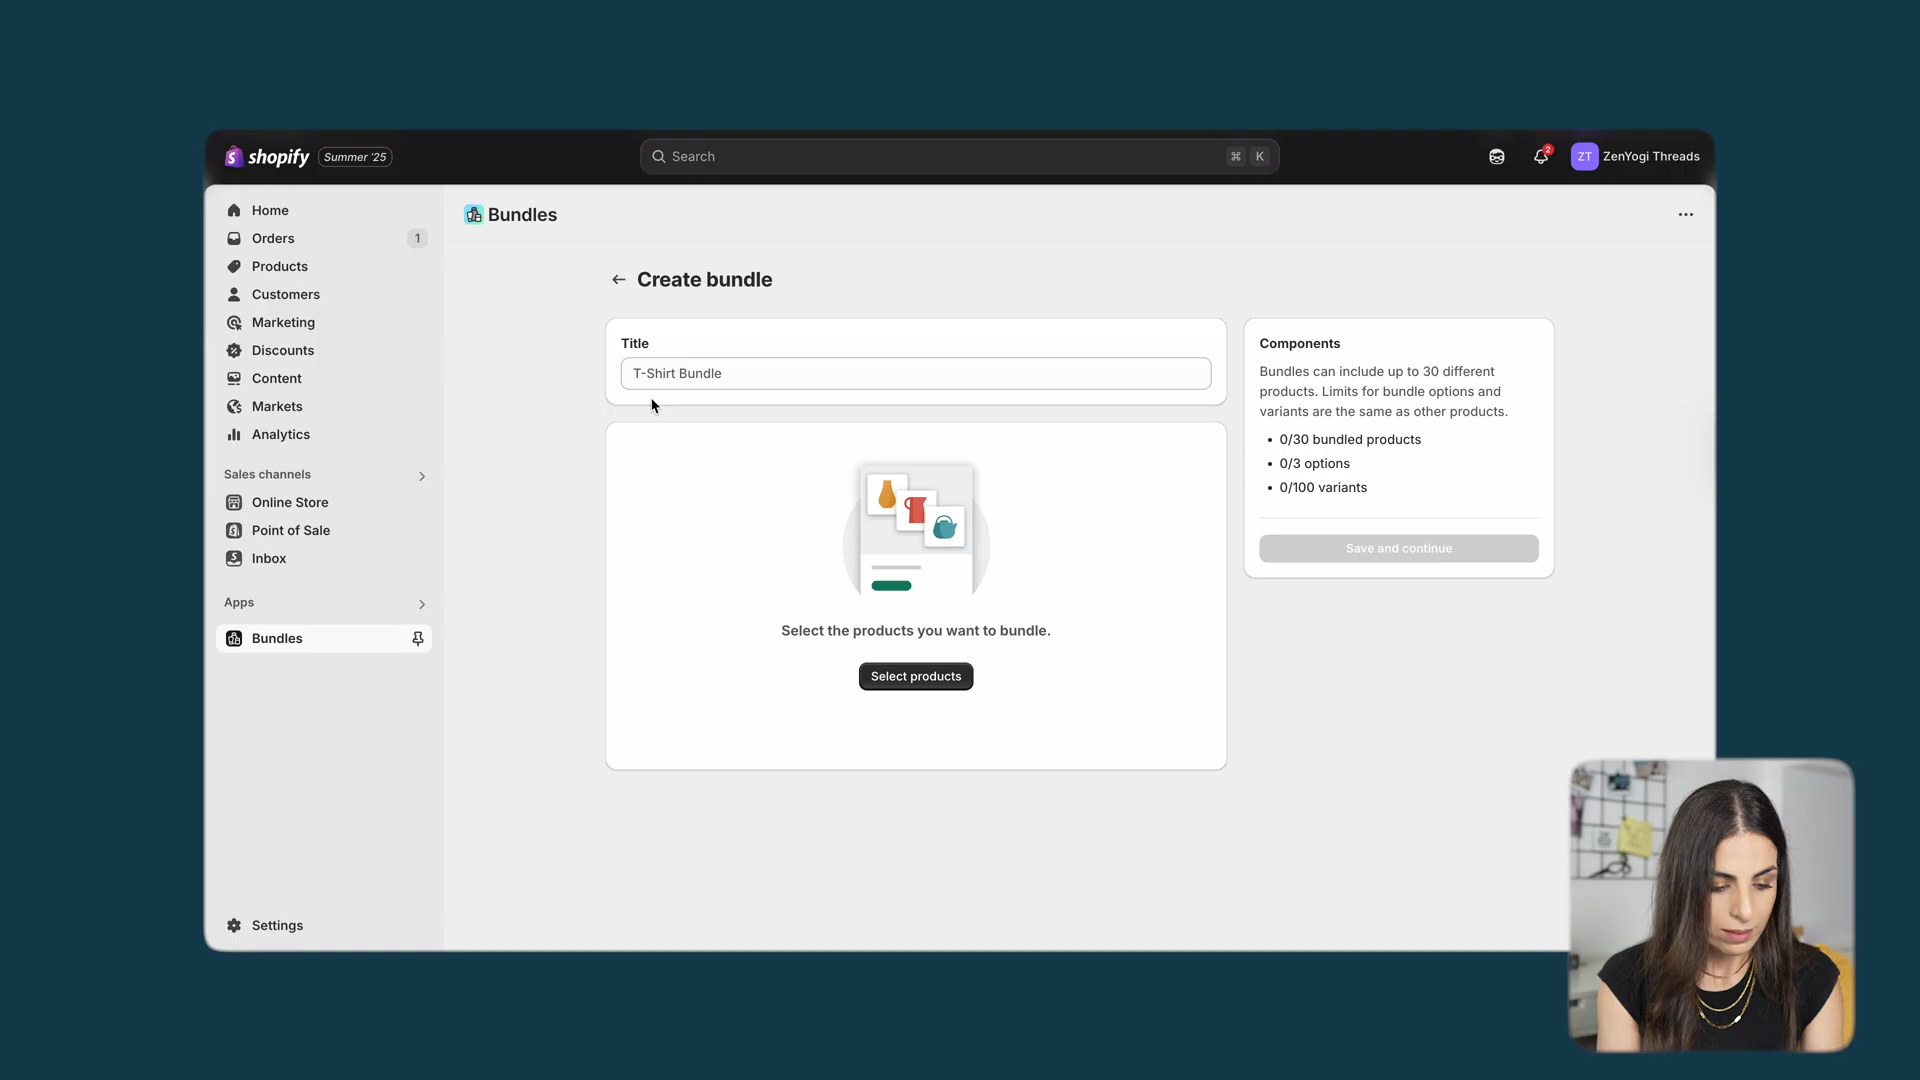 shopify
Summer '25
Search
⌘ K
2
ZT
ZenYogi Threads
Home
Orders
1
Products
Customers
Marketing
Discounts
Content
Markets
Analytics
Sales channels
Online Store
Point of Sale
Inbox
Apps
Bundles
Settings
Bundles
Create bundle
Title
T-Shirt Bundle
Select the products you want to bundle.
Select products
Components
Bundles can include up to 30 different
products. Limits for bundle options and
variants are the same as other products.
• 0/30 bundled products
• 0/3 options
• 0/100 variants
Save and continue